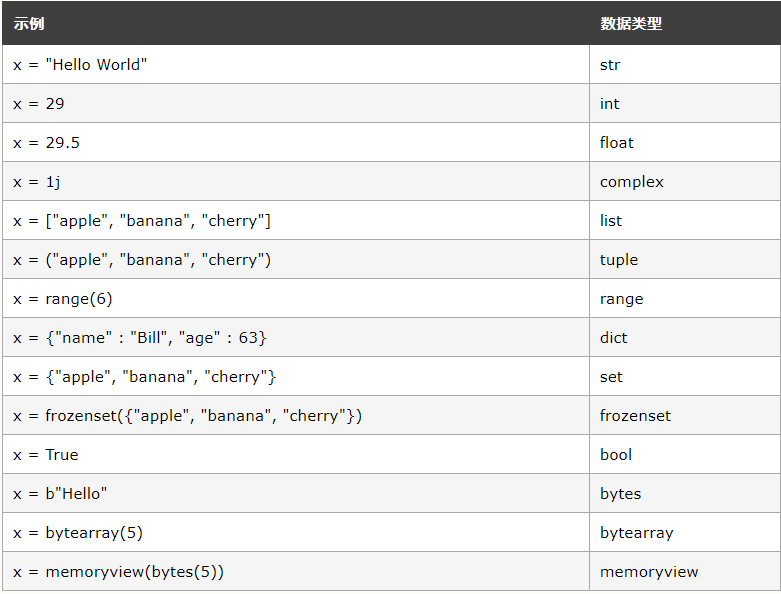 示例 数据类型
x = "Hello World" str
x = 29 int
x = 29.5 float
x = 1j complex
x = ["apple", "banana", "cherry"] list
x = ("apple", "banana", "cherry") tuple
x = range(6) range
x = {"name" : "Bill", "age" : 63} dict
x = {"apple", "banana", "cherry"} set
x = frozenset({"apple", "banana", "cherry"}) frozenset
x = True bool
x = b"Hello" bytes
x = bytearray(5) bytearray
x = memoryview(bytes(5)) memoryview